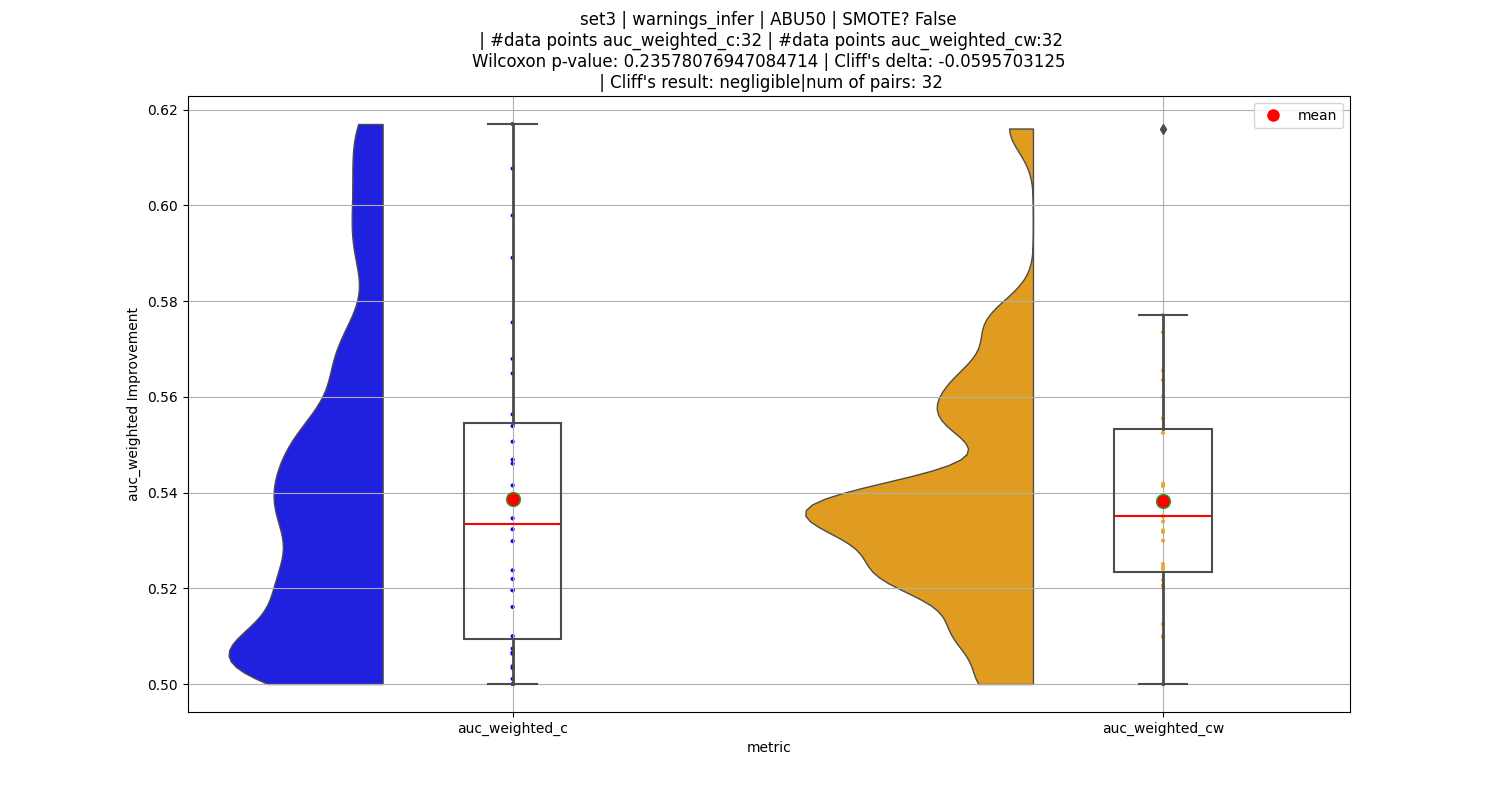 set3 | warnings_infer | ABU50 | SMOTE? False
| #data points auc_weighted_c:32 | #data points auc_weighted_cw:32
Wilcoxon p-value: 0.23578076947084714 | Cliff's delta: -0.0595703125
| Cliff's result: negligible|num of pairs: 32
mean
0.62
0.60
0.58
0.56
0.54
0.52
0.50
auc_weighted Improvement
auc_weighted_c
auc_weighted_cw
metric